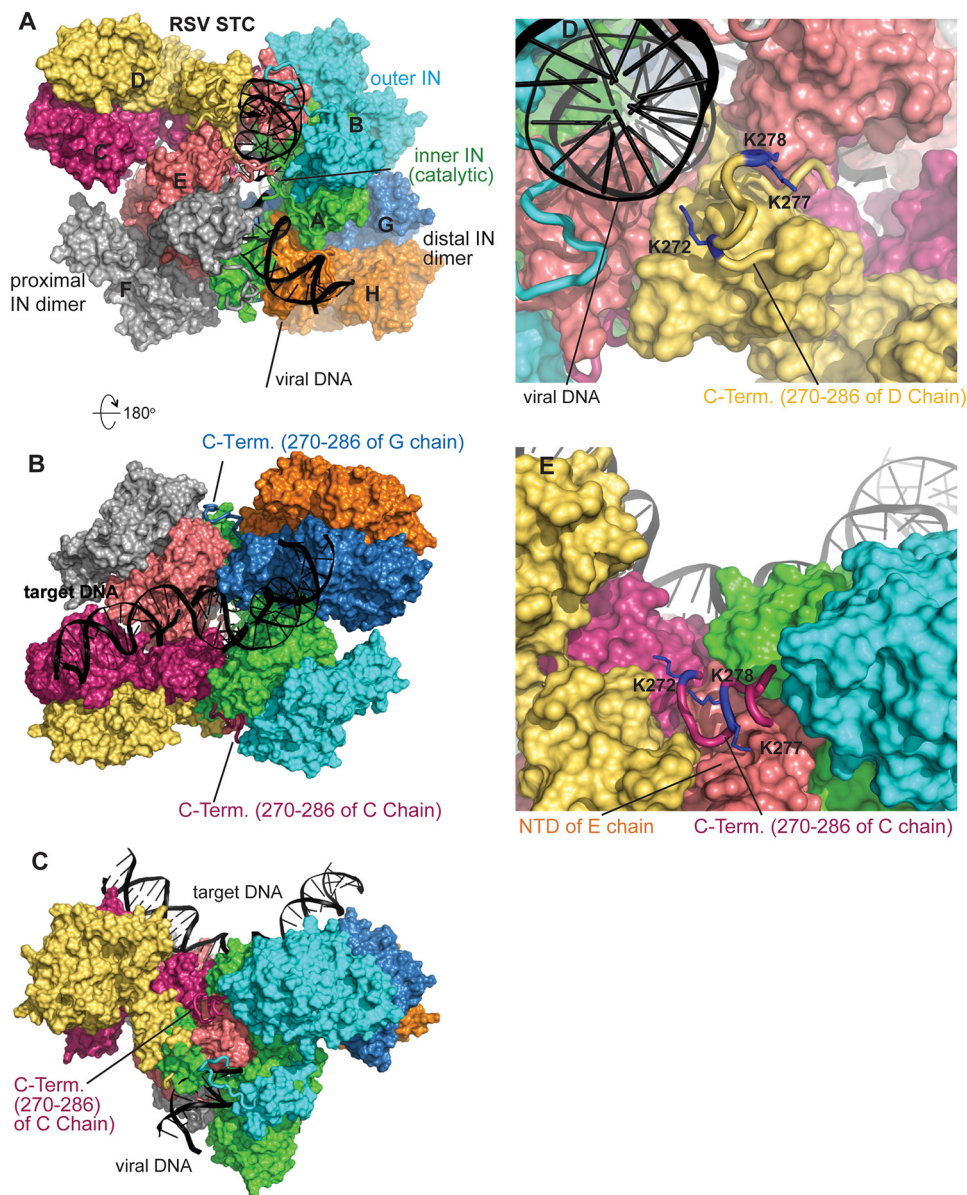 A
RSV STC
D
outer IN
B
C
inner IN
(catalytic)
E
A
G
distal IN
dimer
proximal
IN dimer
F
H
viral DNA
180°
D
K278
K277
K272
viral DNA
C-Term. (270-286 of D Chain)
C-Term. (270-286 of G chain)
B
target DNA
C-Term. (270-286 of C Chain)
E
K272
K278
K277
NTD of E chain
C-Term. (270-286 of C chain)
C
target DNA
C-Term.
(270-286)
of C Chain)
viral DNA